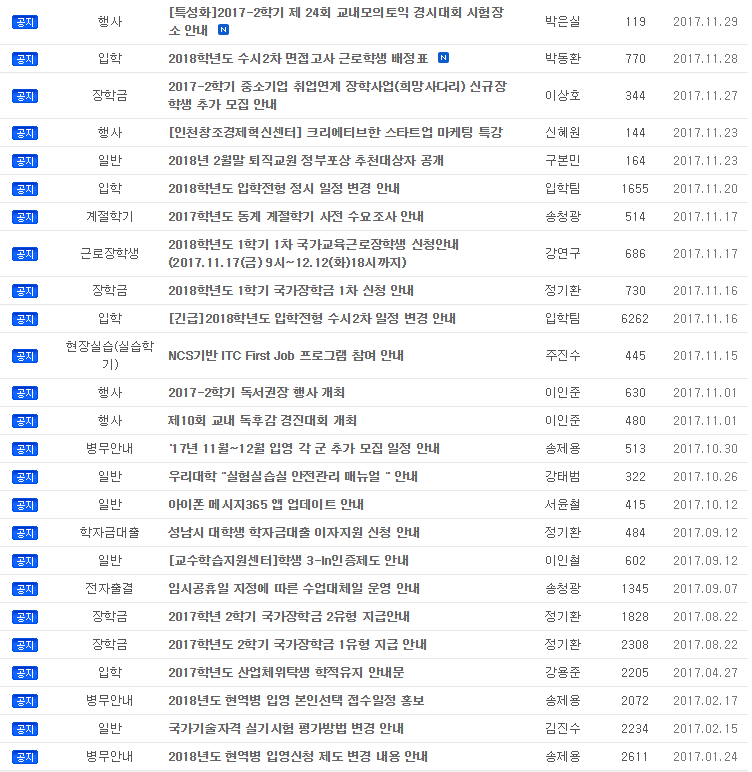 공지 행사 [특성화]2017-2학기 제 24회 교내모의토익 경시대회 시험장소 안내 N 박은실 119 2017.11.29
공지 입학 2018학년도 수시2차 면접고사 근로학생 배정표 N 박동환 770 2017.11.28
공지 장학금 2017-2학기 중소기업 취업연계 장학사업(희망사다리) 신규장학생 추가 모집 안내 이상호 344 2017.11.27
공지 행사 [인천창조경제혁신센터] 크리에티브한 스타트업 마케팅 특강 신혜원 144 2017.11.23
공지 일반 2018년 2월말 퇴직교원 정부포상 추천대상자 공개 구본민 164 2017.11.23
공지 입학 2018학년도 입학전형 정시 일정 변경 안내 입학팀 1655 2017.11.20
공지 계절학기 2017학년도 동계 계절학기 사전 수요조사 안내 송청광 514 2017.11.17
공지 근로장학생 2018학년도 1학기 1차 국가교육근로장학생 신청안내 (2017.11.17(금) 9시~12.12(화)18시까지) 강연구 686 2017.11.17
공지 장학금 2018학년도 1학기 국가장학금 1차 신청 안내 정기환 730 2017.11.16
공지 입학 [긴급]2018학년도 입학전형 수시2차 일정 변경 안내 입학팀 6262 2017.11.16
공지 현장실습(실습학기) NCS기반 ITC First Job 프로그램 참여 안내 주진수 445 2017.11.15
공지 행사 2017-2학기 독서권장 행사 개최 이인준 630 2017.11.01
공지 행사 제10회 교내 독후감 경진대회 개최 이인준 480 2017.11.01
공지 병무안내 '17년 11월~12월 입영 각 군 추가 모집 일정 안내 송제용 513 2017.10.30
공지 일반 우리대학 "실험실습실 안전관리 매뉴얼 " 안내 강태범 322 2017.10.26
공지 일반 아이폰 메시지365 앱 업데이트 안내 서윤철 415 2017.10.12
공지 학자금대출 성남시 대학생 학자금대출 이자지원 신청 안내 정기환 484 2017.09.12
공지 일반 [교수학습지원센터]학생 3-In인증제도 안내 이인철 602 2017.09.12
공지 전자출결 임시공휴일 지정에 따른 수업대체일 운영 안내 송청광 1345 2017.09.07
공지 장학금 2017학년 2학기 국가장학금 2유형 지급안내 정기환 1828 2017.08.22
공지 장학금 2017학년도 2학기 국가장학금 1유형 지급 안내 정기환 2308 2017.08.22
공지 입학 2017학년도 산업체위탁생 학적유지 안내문 강용준 2205 2017.04.27
공지 병무안내 2018년도 현역병 입영 본인선택 접수일정 홍보 송제용 2072 2017.02.17
공지 일반 국가기술자격 실기시험 평가방법 변경 안내 김진수 2234 2017.02.15
공지 병무안내 2018년도 현역병 입영신청 제도 변경 내용 안내 송제용 2611 2017.01.24